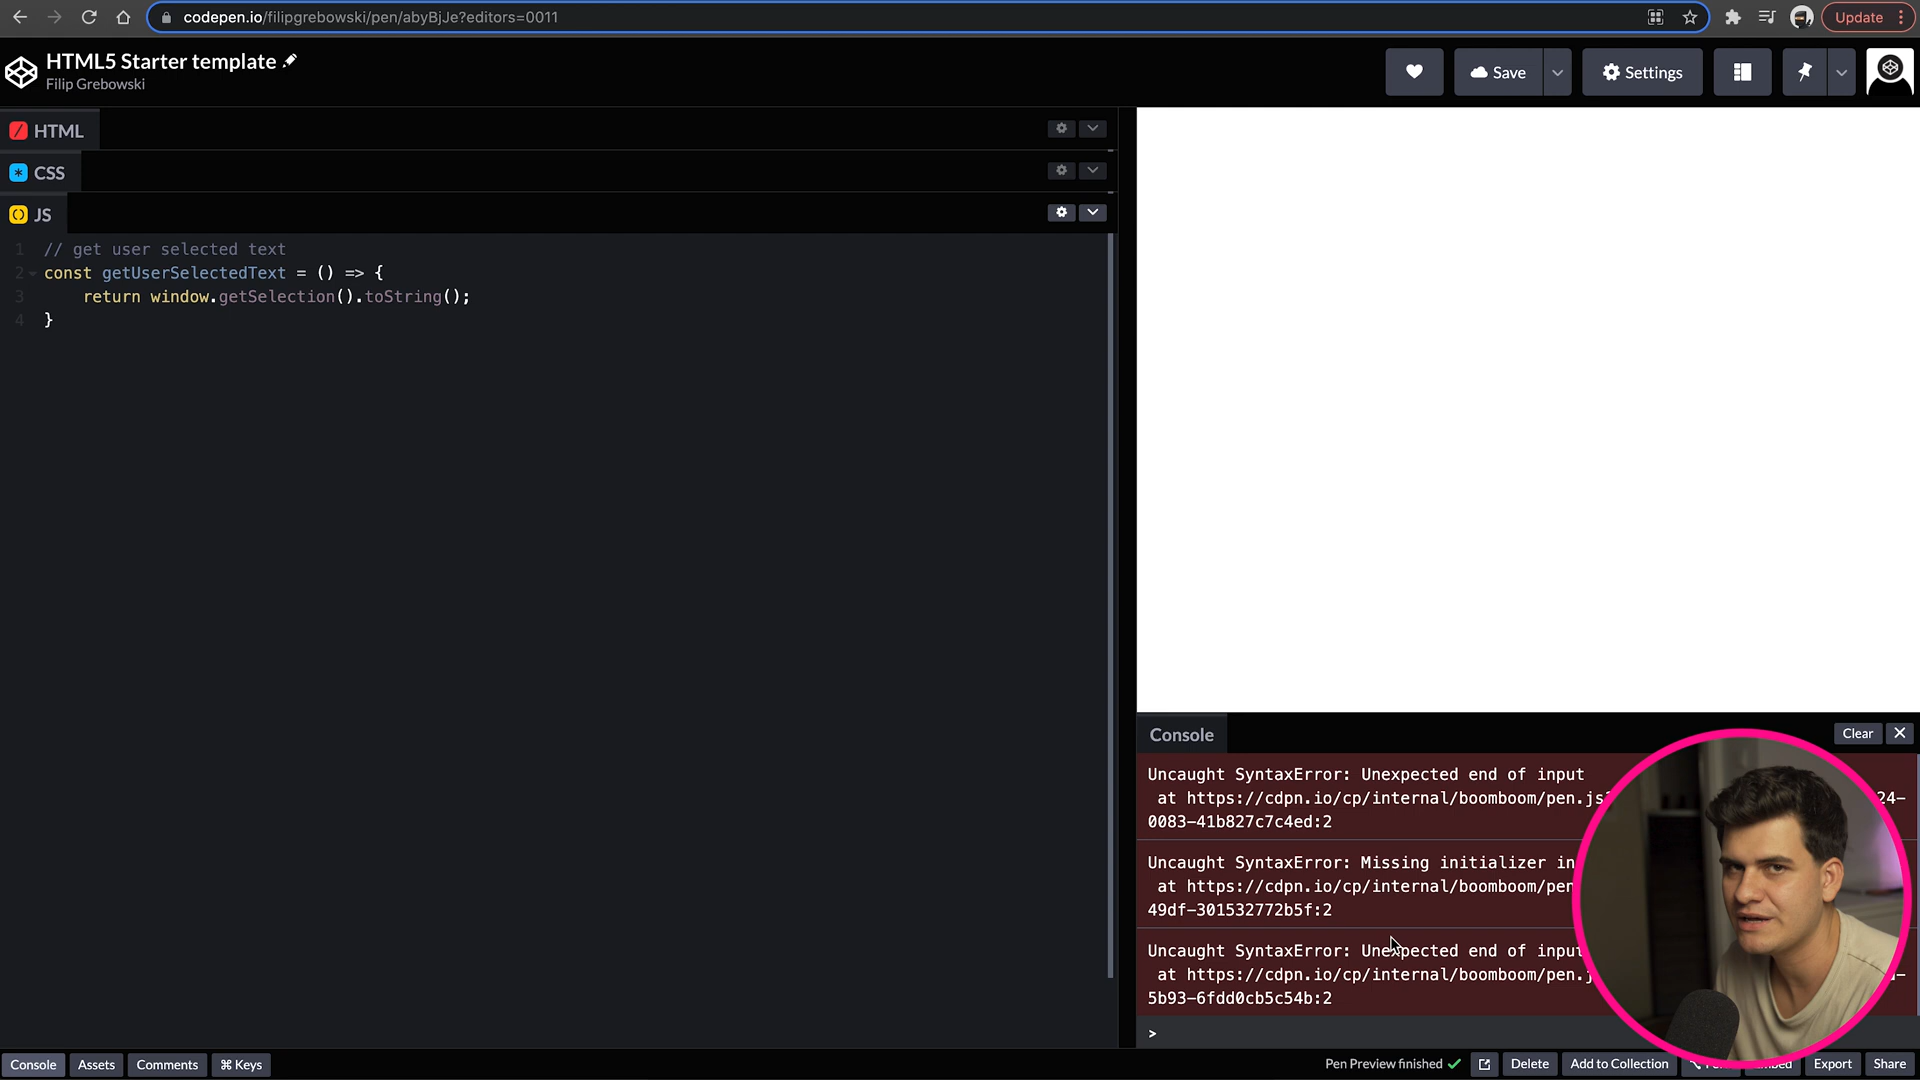 codepen.io/filipgrebowski/pen/abyBjJe?editors=0011
Update
HTML5 Starter template
Filip Grebowski
Save
Settings
HTML
CSS
JS
1 // get user selected text
2 const getUserSelectedText = () => {
3 return window.getSelection().toString();
4 }
Console
Clear
Uncaught SyntaxError: Unexpected end of input
at https://cdpn.io/cp/internal/boomboom/pen.js 24-
0083-41b827c7c4ed:2
Uncaught SyntaxError: Missing initializer in
at https://cdpn.io/cp/internal/boomboom/pen
49df-301532772b5f:2
Uncaught SyntaxError: Unexpected end of input
at https://cdpn.io/cp/internal/boomboom/pen.j
5b93-6fdd0cb5c54b:2
>
Console Assets Comments ⌘ Keys
Pen Preview finished Delete Add to Collection Export Share